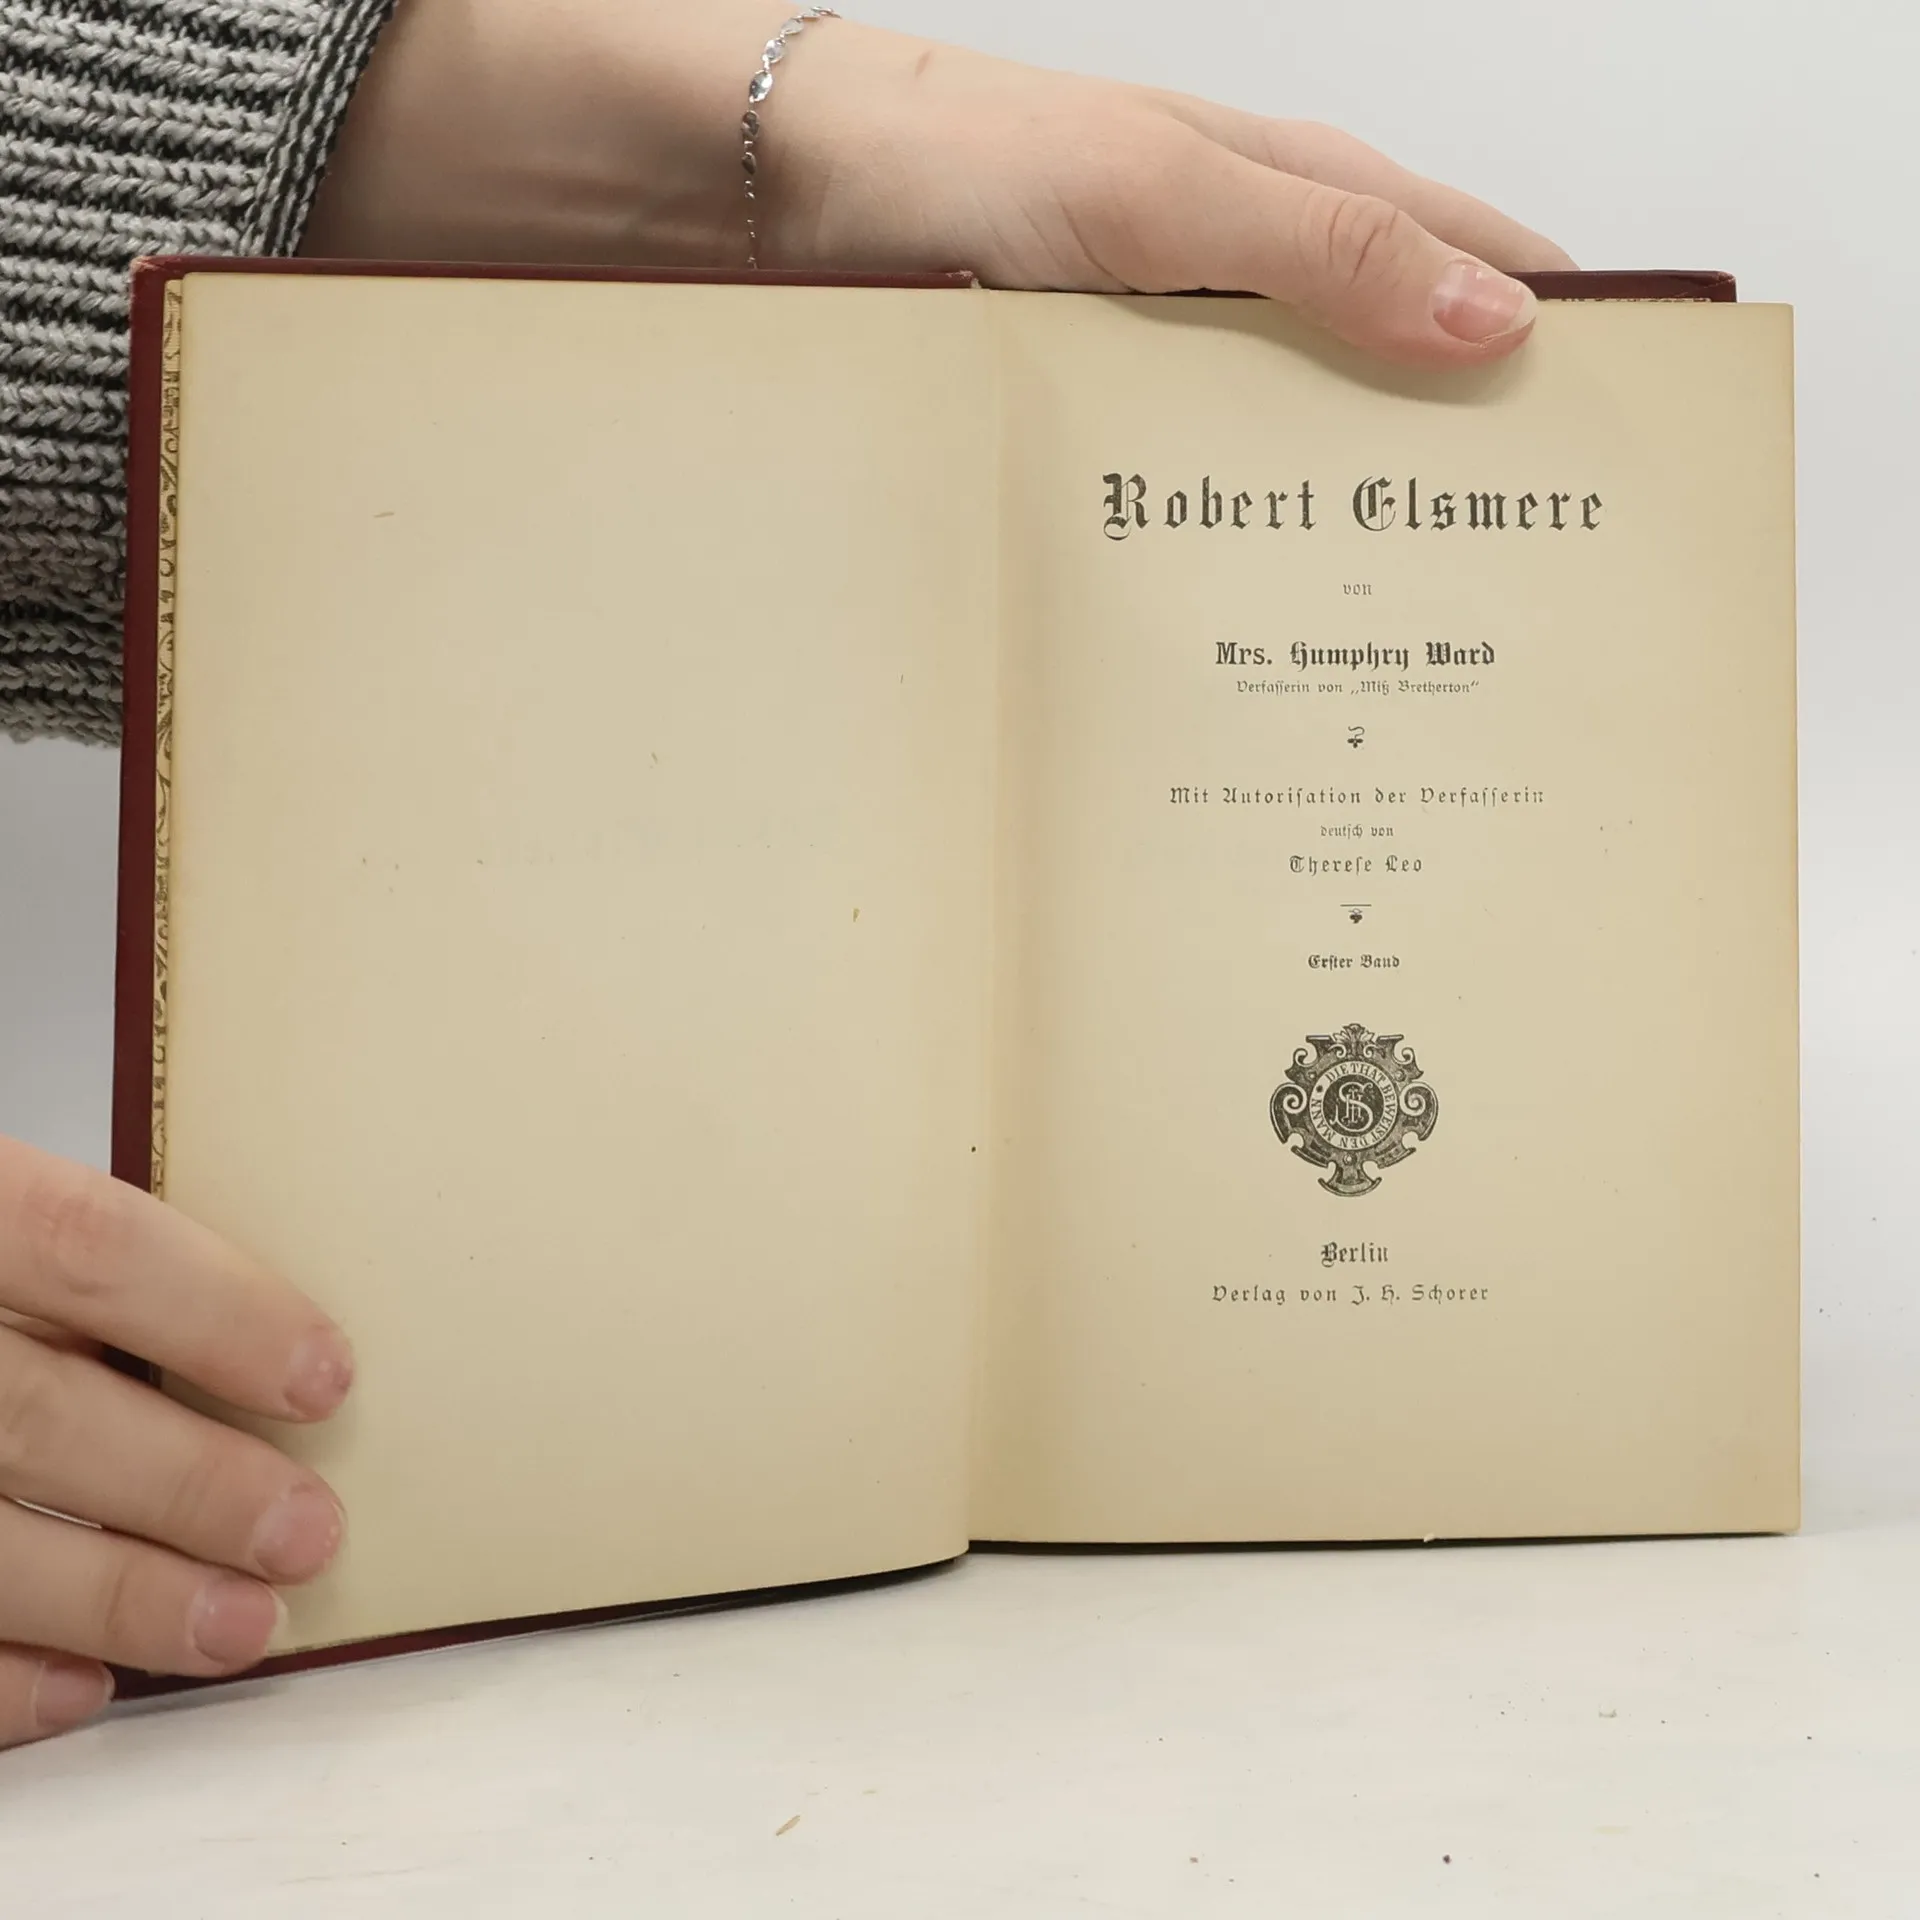 Robert Elsmere
von
Mrs. Humphry Ward
Verfaſſerin von „Miß Bretherton“
Mit Autoriſation der Verfaſſerin
deutſch von
Thereſe Leo
Erſter Band
DIE THAT BEWEIST DEN MANN
Berlin
Verlag von J. H. Schorer